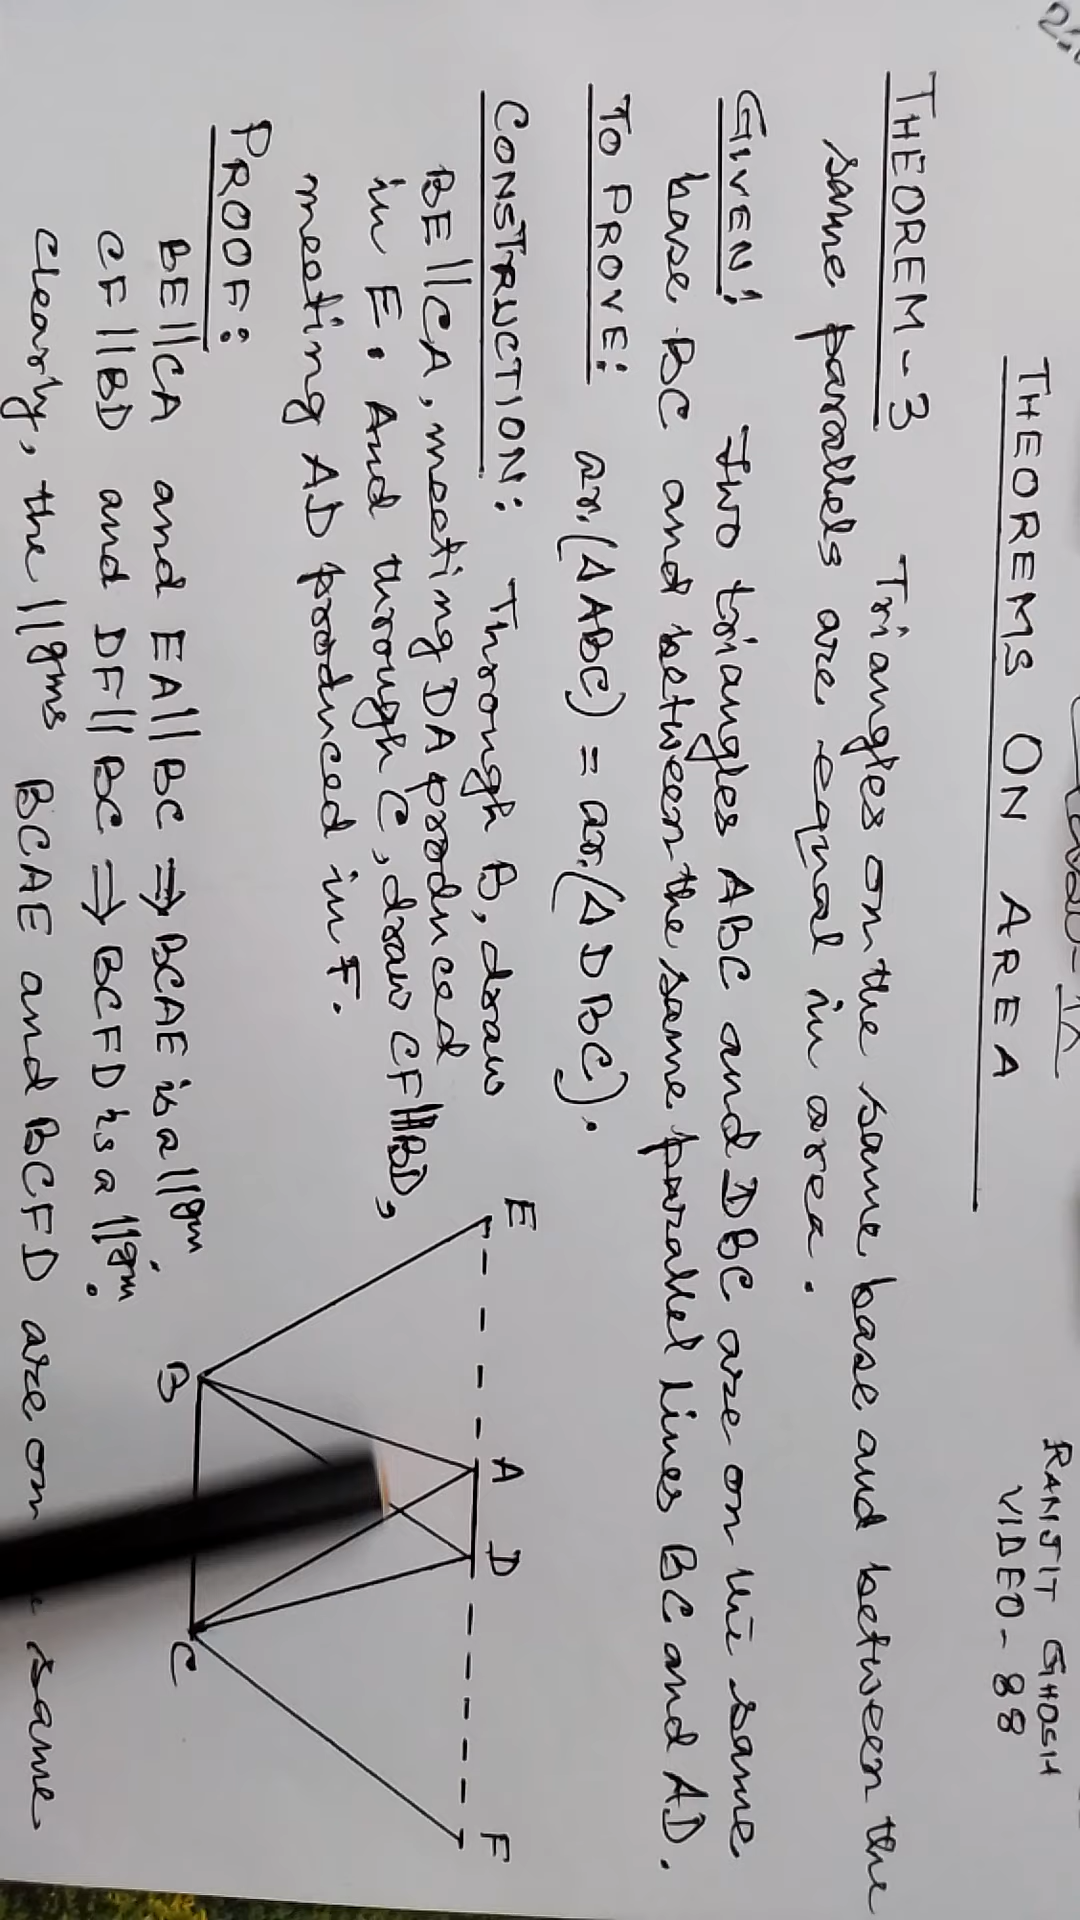 THEOREMS ON AREA
RANJIT GHOSH
VIDEO-88
THEOREM-3 Triangles on the same base and between the
same parallels are equal in area.
GIVEN: Two triangles ABC and DBC are on the same
base BC and between the same parallel lines BC and AD.
TO PROVE: ar.(ΔABC) = ar.(ΔDBC).
CONSTRUCTION: Through B, draw
BE||CA, meeting DA produced
in E. And through C, draw CF||BD,
meeting AD produced in F.
PROOF:
BE||CA and EA||BC ⇒ BCAE is a ||gm.
CF||BD and DF||BC ⇒ BCFD is a ||gm.
Clearly, the ||gms BCAE and BCFD are on same
E A D F
B C